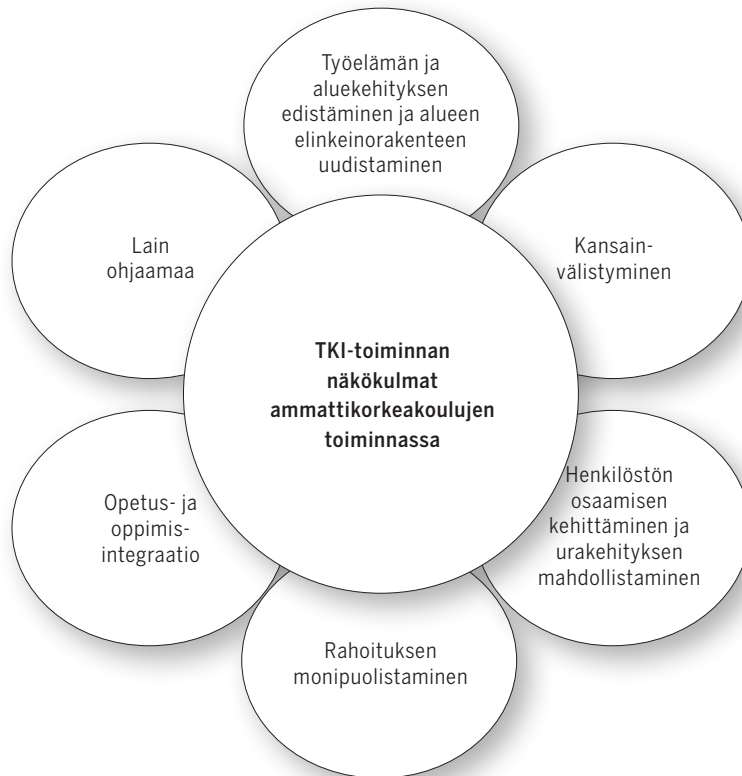 Työelämän ja
aluekehityksen
edistäminen ja alueen
elinkeinorakenteen
uudistaminen
Lain
ohjaamaa
Kansain-
välistyminen
TKI-toiminnan
näkökulmat
ammattikorkeakoulujen
toiminnassa
Opetus- ja
oppimis-
integraatio
Henkilöstön
osaamisen
kehittäminen ja
urakehityksen
mahdollistaminen
Rahoituksen
monipuolistaminen